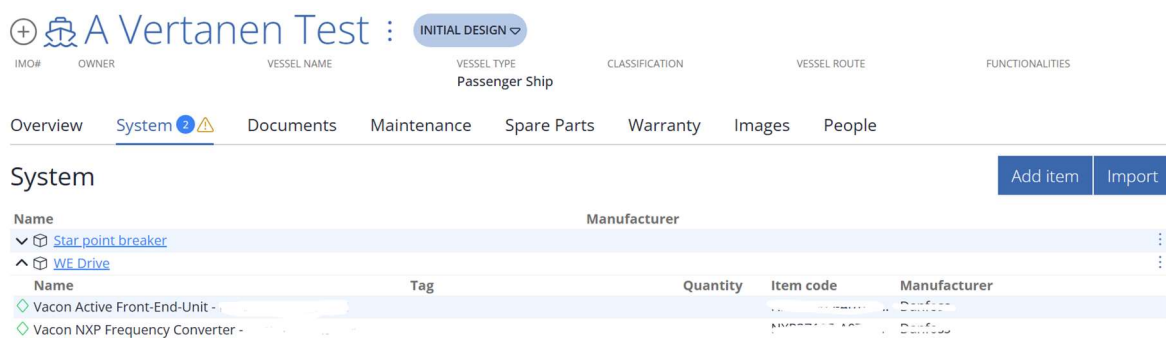 A Vertanen Test INITIAL DESIGN
IMO# OWNER VESSEL NAME VESSEL TYPE CLASSIFICATION VESSEL ROUTE FUNCTIONALITIES
Passenger Ship
Overview System 2 Documents Maintenance Spare Parts Warranty Images People
System Add item Import
Name Manufacturer
Star point breaker
WE Drive
Name Tag Quantity Item code Manufacturer
Vacon Active Front-End-Unit -
Vacon NXP Frequency Converter -